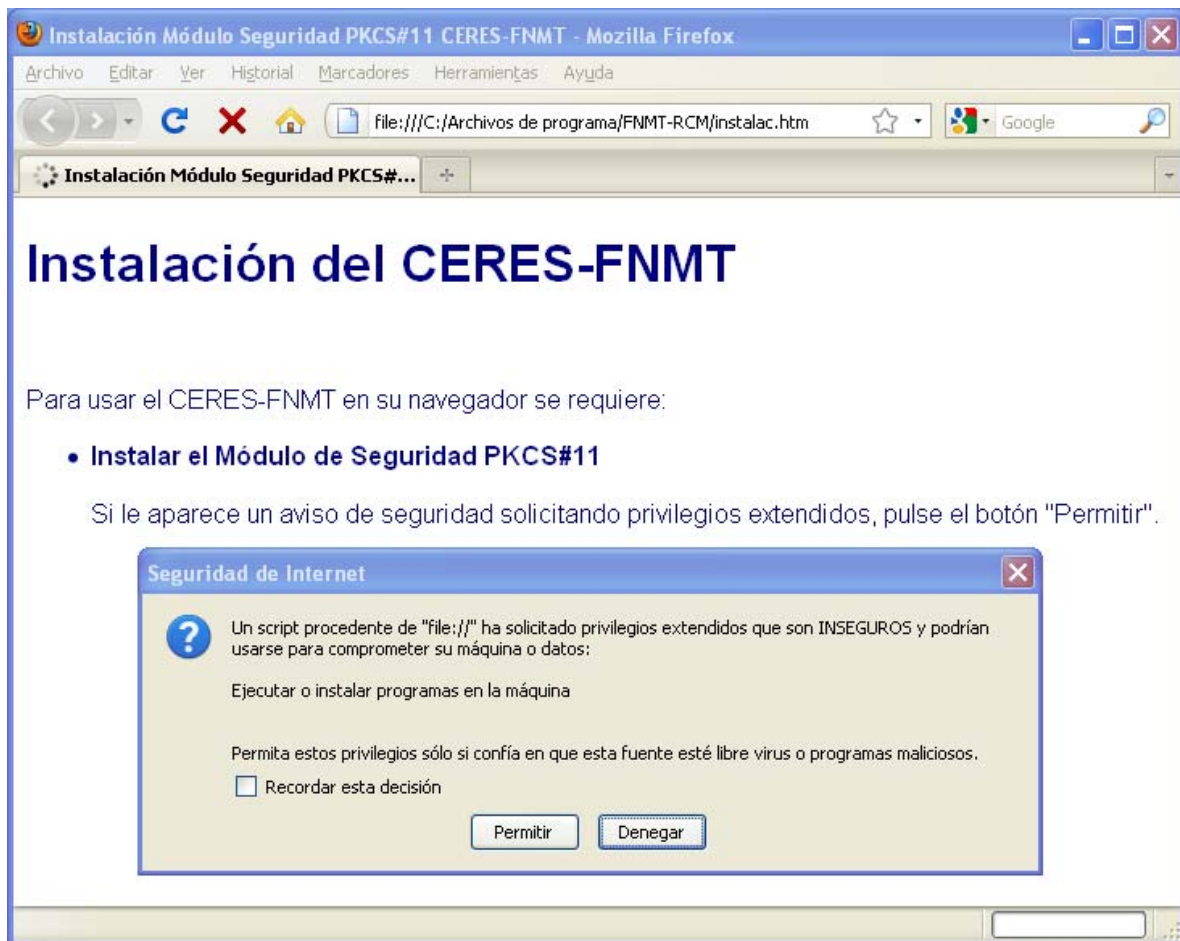 Instalación Módulo Seguridad PKCS#11 CERES-FNMT - Mozilla Firefox
Archivo Editar Ver Historial Marcadores Herramientas Ayuda
file:///C:/Archivos de programa/FNMT-RCM/instalac.htm Google
Instalación Módulo Seguridad PKCS#...
Instalación del CERES-FNMT
Para usar el CERES-FNMT en su navegador se requiere:
• Instalar el Módulo de Seguridad PKCS#11
Si le aparece un aviso de seguridad solicitando privilegios extendidos, pulse el botón "Permitir".
Seguridad de Internet
Un script procedente de "file://" ha solicitado privilegios extendidos que son INSEGUROS y podrían
usarse para comprometer su máquina o datos:
Ejecutar o instalar programas en la máquina
Permita estos privilegios sólo si confía en que esta fuente esté libre virus o programas maliciosos.
Recordar esta decisión
Permitir Denegar